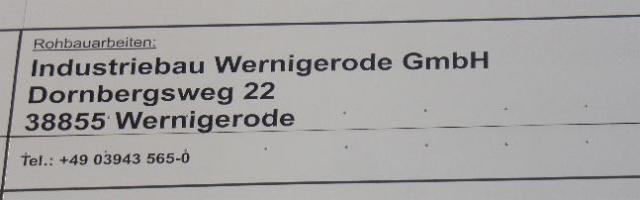 Rohbauarbeiten:
Industriebau Wernigerode GmbH
Dornbergsweg 22
38855 Wernigerode
Tel.: +49 03943 565-0